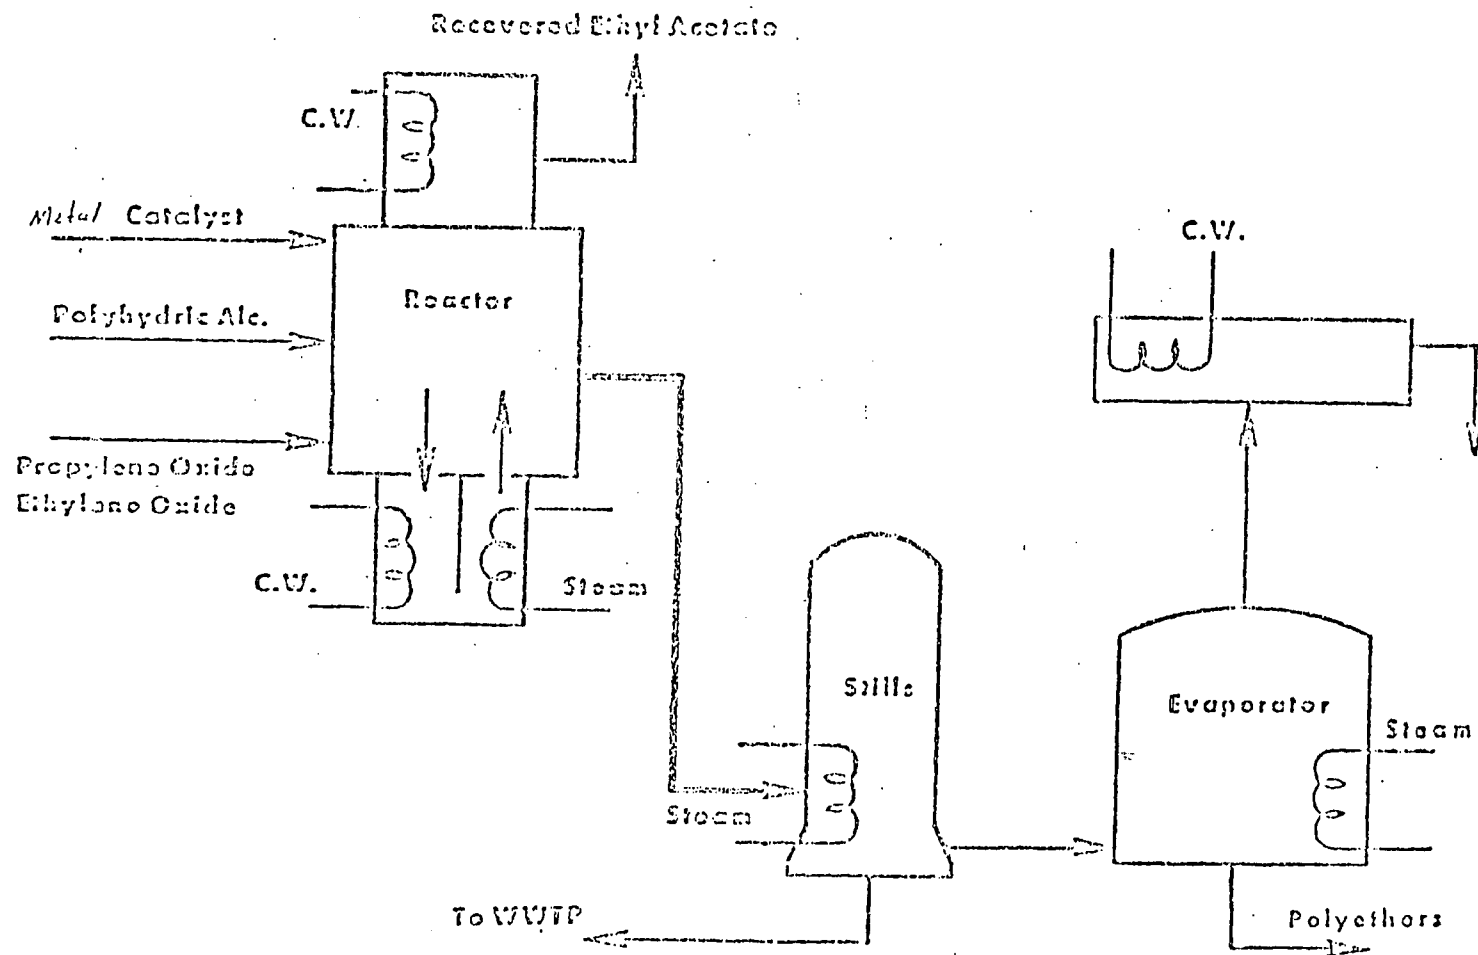 Recovered Ethyl Acetate
C.W.
Metal Catalyst
Reactor
C.W.
Polyhydric Alc.
Propylene Oxide
Ethylene Oxide
C.W.
Steam
Stills
Evaporator
Steam
Steam
To WWTP
Polyethers